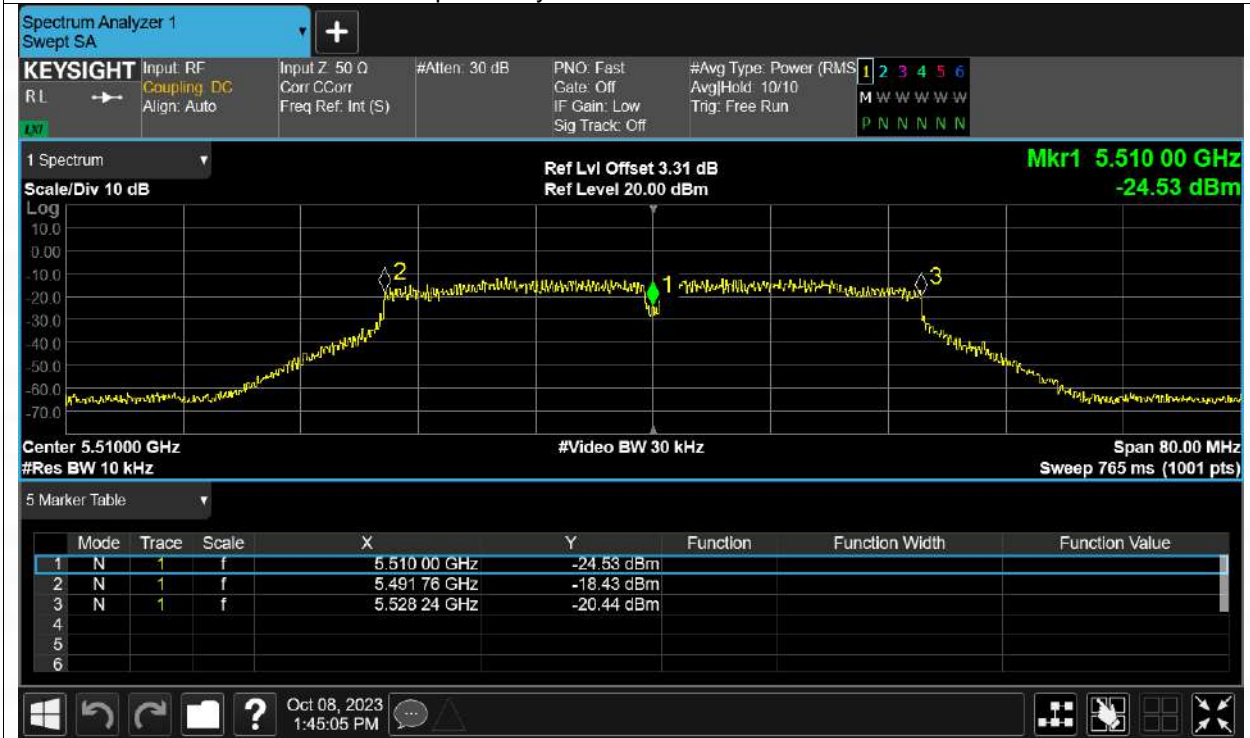 Spectrum Analyzer 1
Swept SA
+
KEYSIGHT Input: RF Input Z: 50 Ω #Atten: 30 dB PNO: Fast #Avg Type: Power (RMS 1 2 3 4 5 6
RL Coupling: DC Corr CCorr Gate: Off Avg|Hold: 10/10 M W W W W W
Align: Auto Freq Ref: Int (S) IF Gain: Low Trig: Free Run
LXI Sig Track: Off P N N N N N
1 Spectrum Ref Lvl Offset 3.31 dB Mkr1 5.510 00 GHz
Scale/Div 10 dB Ref Level 20.00 dBm -24.53 dBm
Log
10.0
0.00
-10.0 2 3
-20.0 1
-30.0
-40.0
-50.0
-60.0
-70.0
Center 5.51000 GHz #Video BW 30 kHz Span 80.00 MHz
#Res BW 10 kHz Sweep 765 ms (1001 pts)
5 Marker Table
Mode Trace Scale X Y Function Function Width Function Value
1 N 1 f 5.510 00 GHz -24.53 dBm
2 N 1 f 5.491 76 GHz -18.43 dBm
3 N 1 f 5.528 24 GHz -20.44 dBm
4
5
6
? Oct 08, 2023
1:45:05 PM